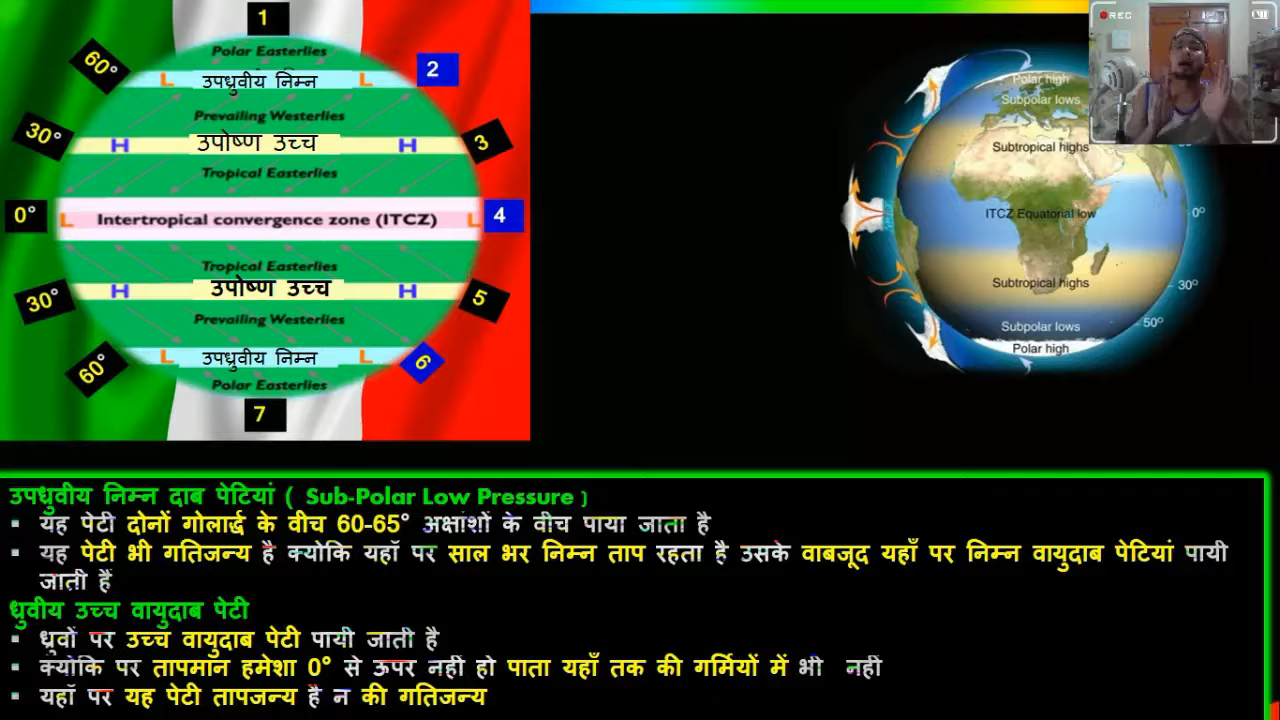 1
Polar Easterlies
60°
L उपध्रुवीय निम्न L
2
Prevailing Westerlies
30°
H उपोष्ण उच्च H
3
Tropical Easterlies
0°
L Intertropical convergence zone (ITCZ) L
4
Tropical Easterlies
30°
H उपोष्ण उच्च H
5
Prevailing Westerlies
60°
L उपध्रुवीय निम्न L
6
Polar Easterlies
7
REC
Polar high
Subpolar lows
Subtropical highs
ITCZ Equatorial low
0°
Subtropical highs
30°
Subpolar lows
50°
Polar high
उपध्रुवीय निम्न दाब पेटियां ( Sub-Polar Low Pressure )
▪ यह पेटी दोनों गोलार्द्ध के वीच 60-65° अक्षांशों के वीच पाया जाता है
▪ यह पेटी भी गतिजन्य है क्योकि यहाॅ पर साल भर निम्न ताप रहता है उसके वाबजूद यहाँ पर निम्न वायुदाब पेटियां पायी
जाती हैं
ध्रुवीय उच्च वायुदाब पेटी
▪ ध्रुवों पर उच्च वायुदाब पेटी पायी जाती है
▪ क्योकि पर तापमान हमेशा 0° से ऊपर नहीं हो पाता यहाँ तक की गर्मियों में भी नहीं
▪ यहाॅ पर यह पेटी तापजन्य है न की गतिजन्य